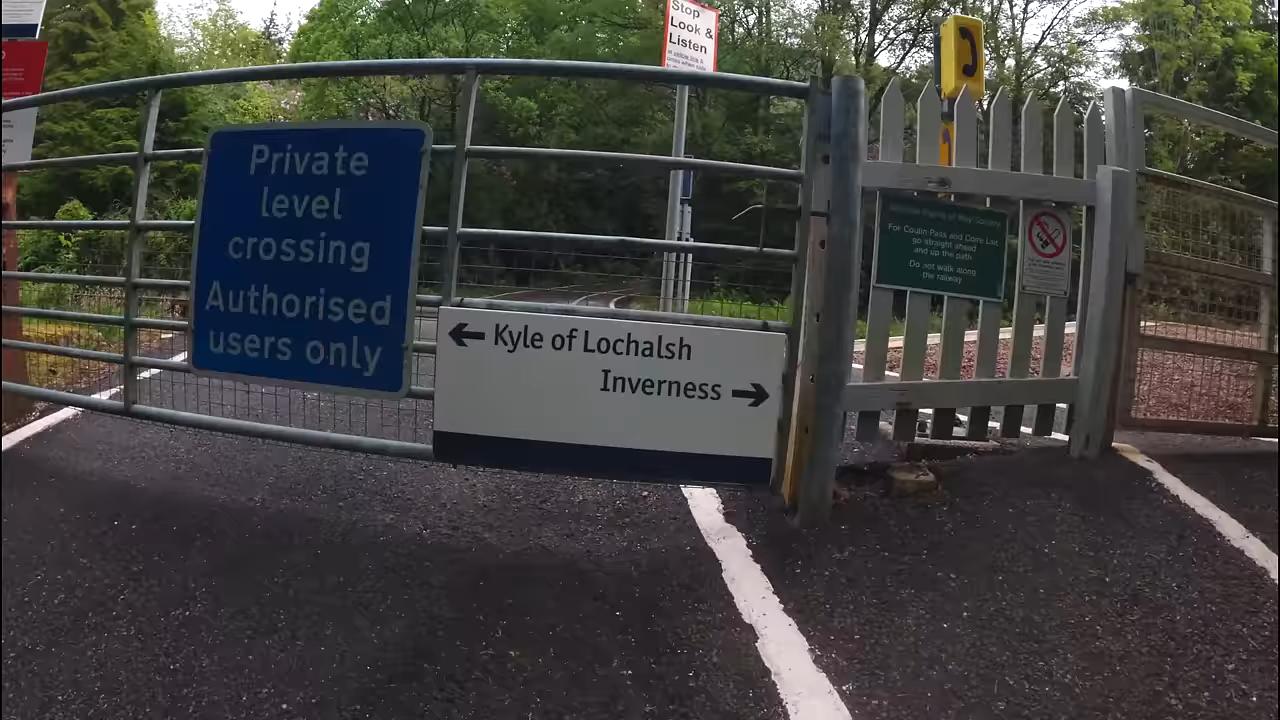 Private
level
crossing
Authorised
users only
Kyle of Lochalsh
Inverness
Stop
Look &
Listen
For Coulin Pass and Coire Lair
go straight ahead
and up the path
Do not walk along
the railway